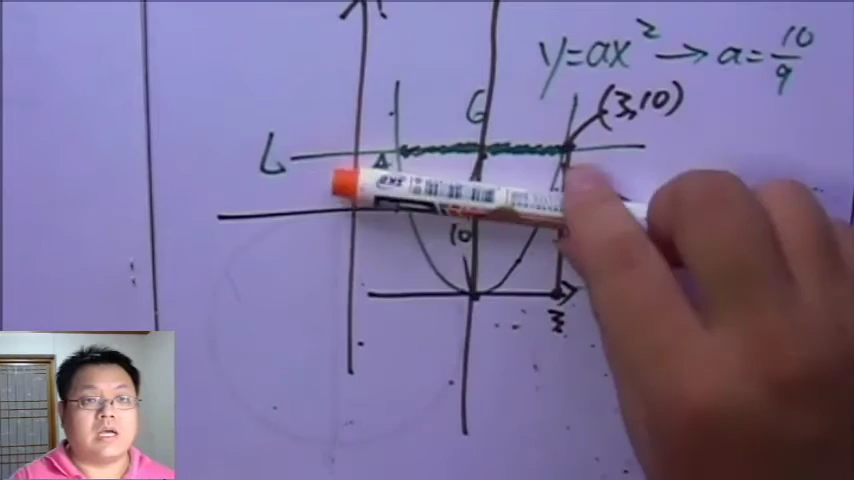 y=ax² → a=10/9
G
(3,10)
L
A
10
3